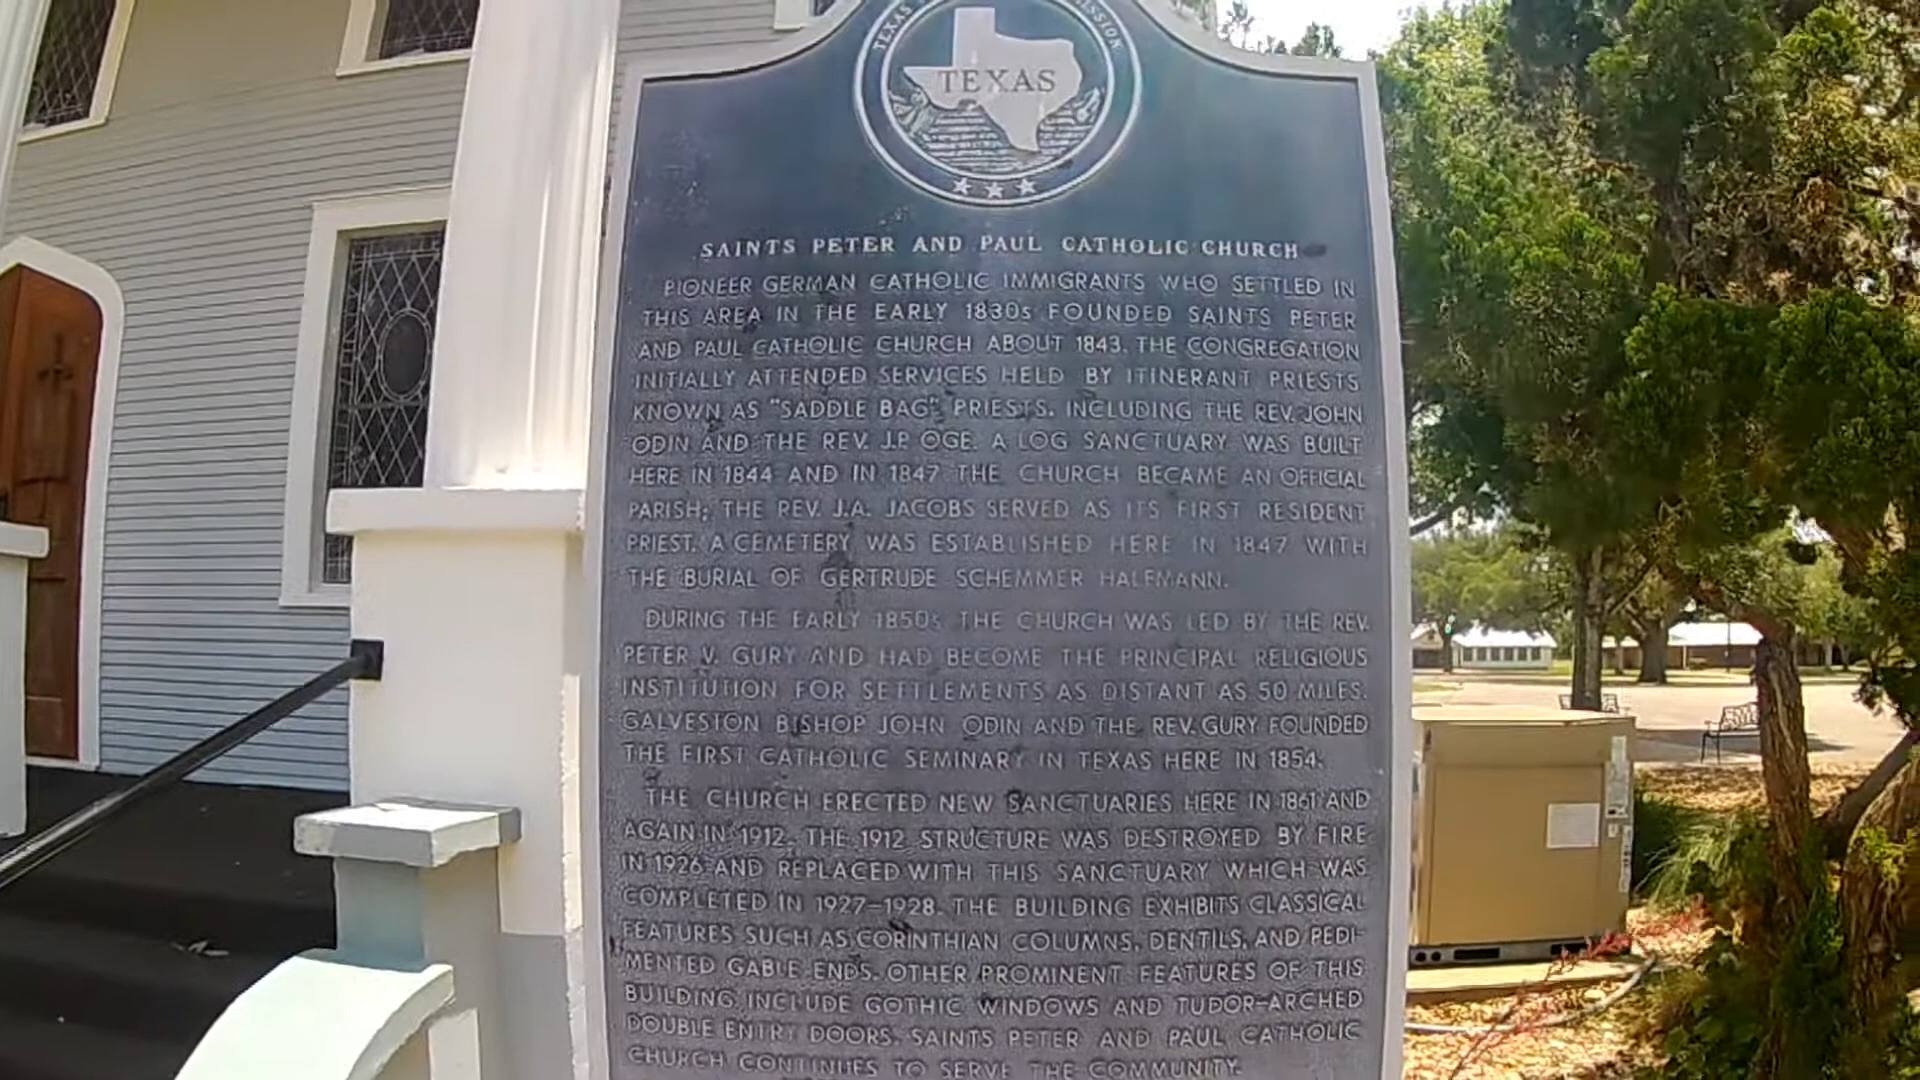 TEXAS
SAINTS PETER AND PAUL CATHOLIC CHURCH
PIONEER GERMAN CATHOLIC IMMIGRANTS WHO SETTLED IN
THIS AREA IN THE EARLY 1830s FOUNDED SAINTS PETER
AND PAUL CATHOLIC CHURCH ABOUT 1843. THE CONGREGATION
INITIALLY ATTENDED SERVICES HELD BY ITINERANT PRIESTS
KNOWN AS "SADDLE BAG" PRIESTS, INCLUDING THE REV. JOHN
ODIN AND THE REV. J.P. OGE. A LOG SANCTUARY WAS BUILT
HERE IN 1844 AND IN 1847 THE CHURCH BECAME AN OFFICIAL
PARISH; THE REV. J.A. JACOBS SERVED AS ITS FIRST RESIDENT
PRIEST. A CEMETERY WAS ESTABLISHED HERE IN 1847 WITH
THE BURIAL OF GERTRUDE SCHEMMER HALFMANN.
DURING THE EARLY 1850s THE CHURCH WAS LED BY THE REV.
PETER V. GURY AND HAD BECOME THE PRINCIPAL RELIGIOUS
INSTITUTION FOR SETTLEMENTS AS DISTANT AS 50 MILES.
GALVESTON BISHOP JOHN ODIN AND THE REV. GURY FOUNDED
THE FIRST CATHOLIC SEMINARY IN TEXAS HERE IN 1854.
THE CHURCH ERECTED NEW SANCTUARIES HERE IN 1861 AND
AGAIN IN 1912. THE 1912 STRUCTURE WAS DESTROYED BY FIRE
IN 1926 AND REPLACED WITH THIS SANCTUARY WHICH WAS
COMPLETED IN 1927-1928. THE BUILDING EXHIBITS CLASSICAL
FEATURES SUCH AS CORINTHIAN COLUMNS, DENTILS, AND PEDI-
MENTED GABLE ENDS. OTHER PROMINENT FEATURES OF THIS
BUILDING INCLUDE GOTHIC WINDOWS AND TUDOR-ARCHED
DOUBLE ENTRY DOORS. SAINTS PETER AND PAUL CATHOLIC
CHURCH CONTINUES TO SERVE THE COMMUNITY.